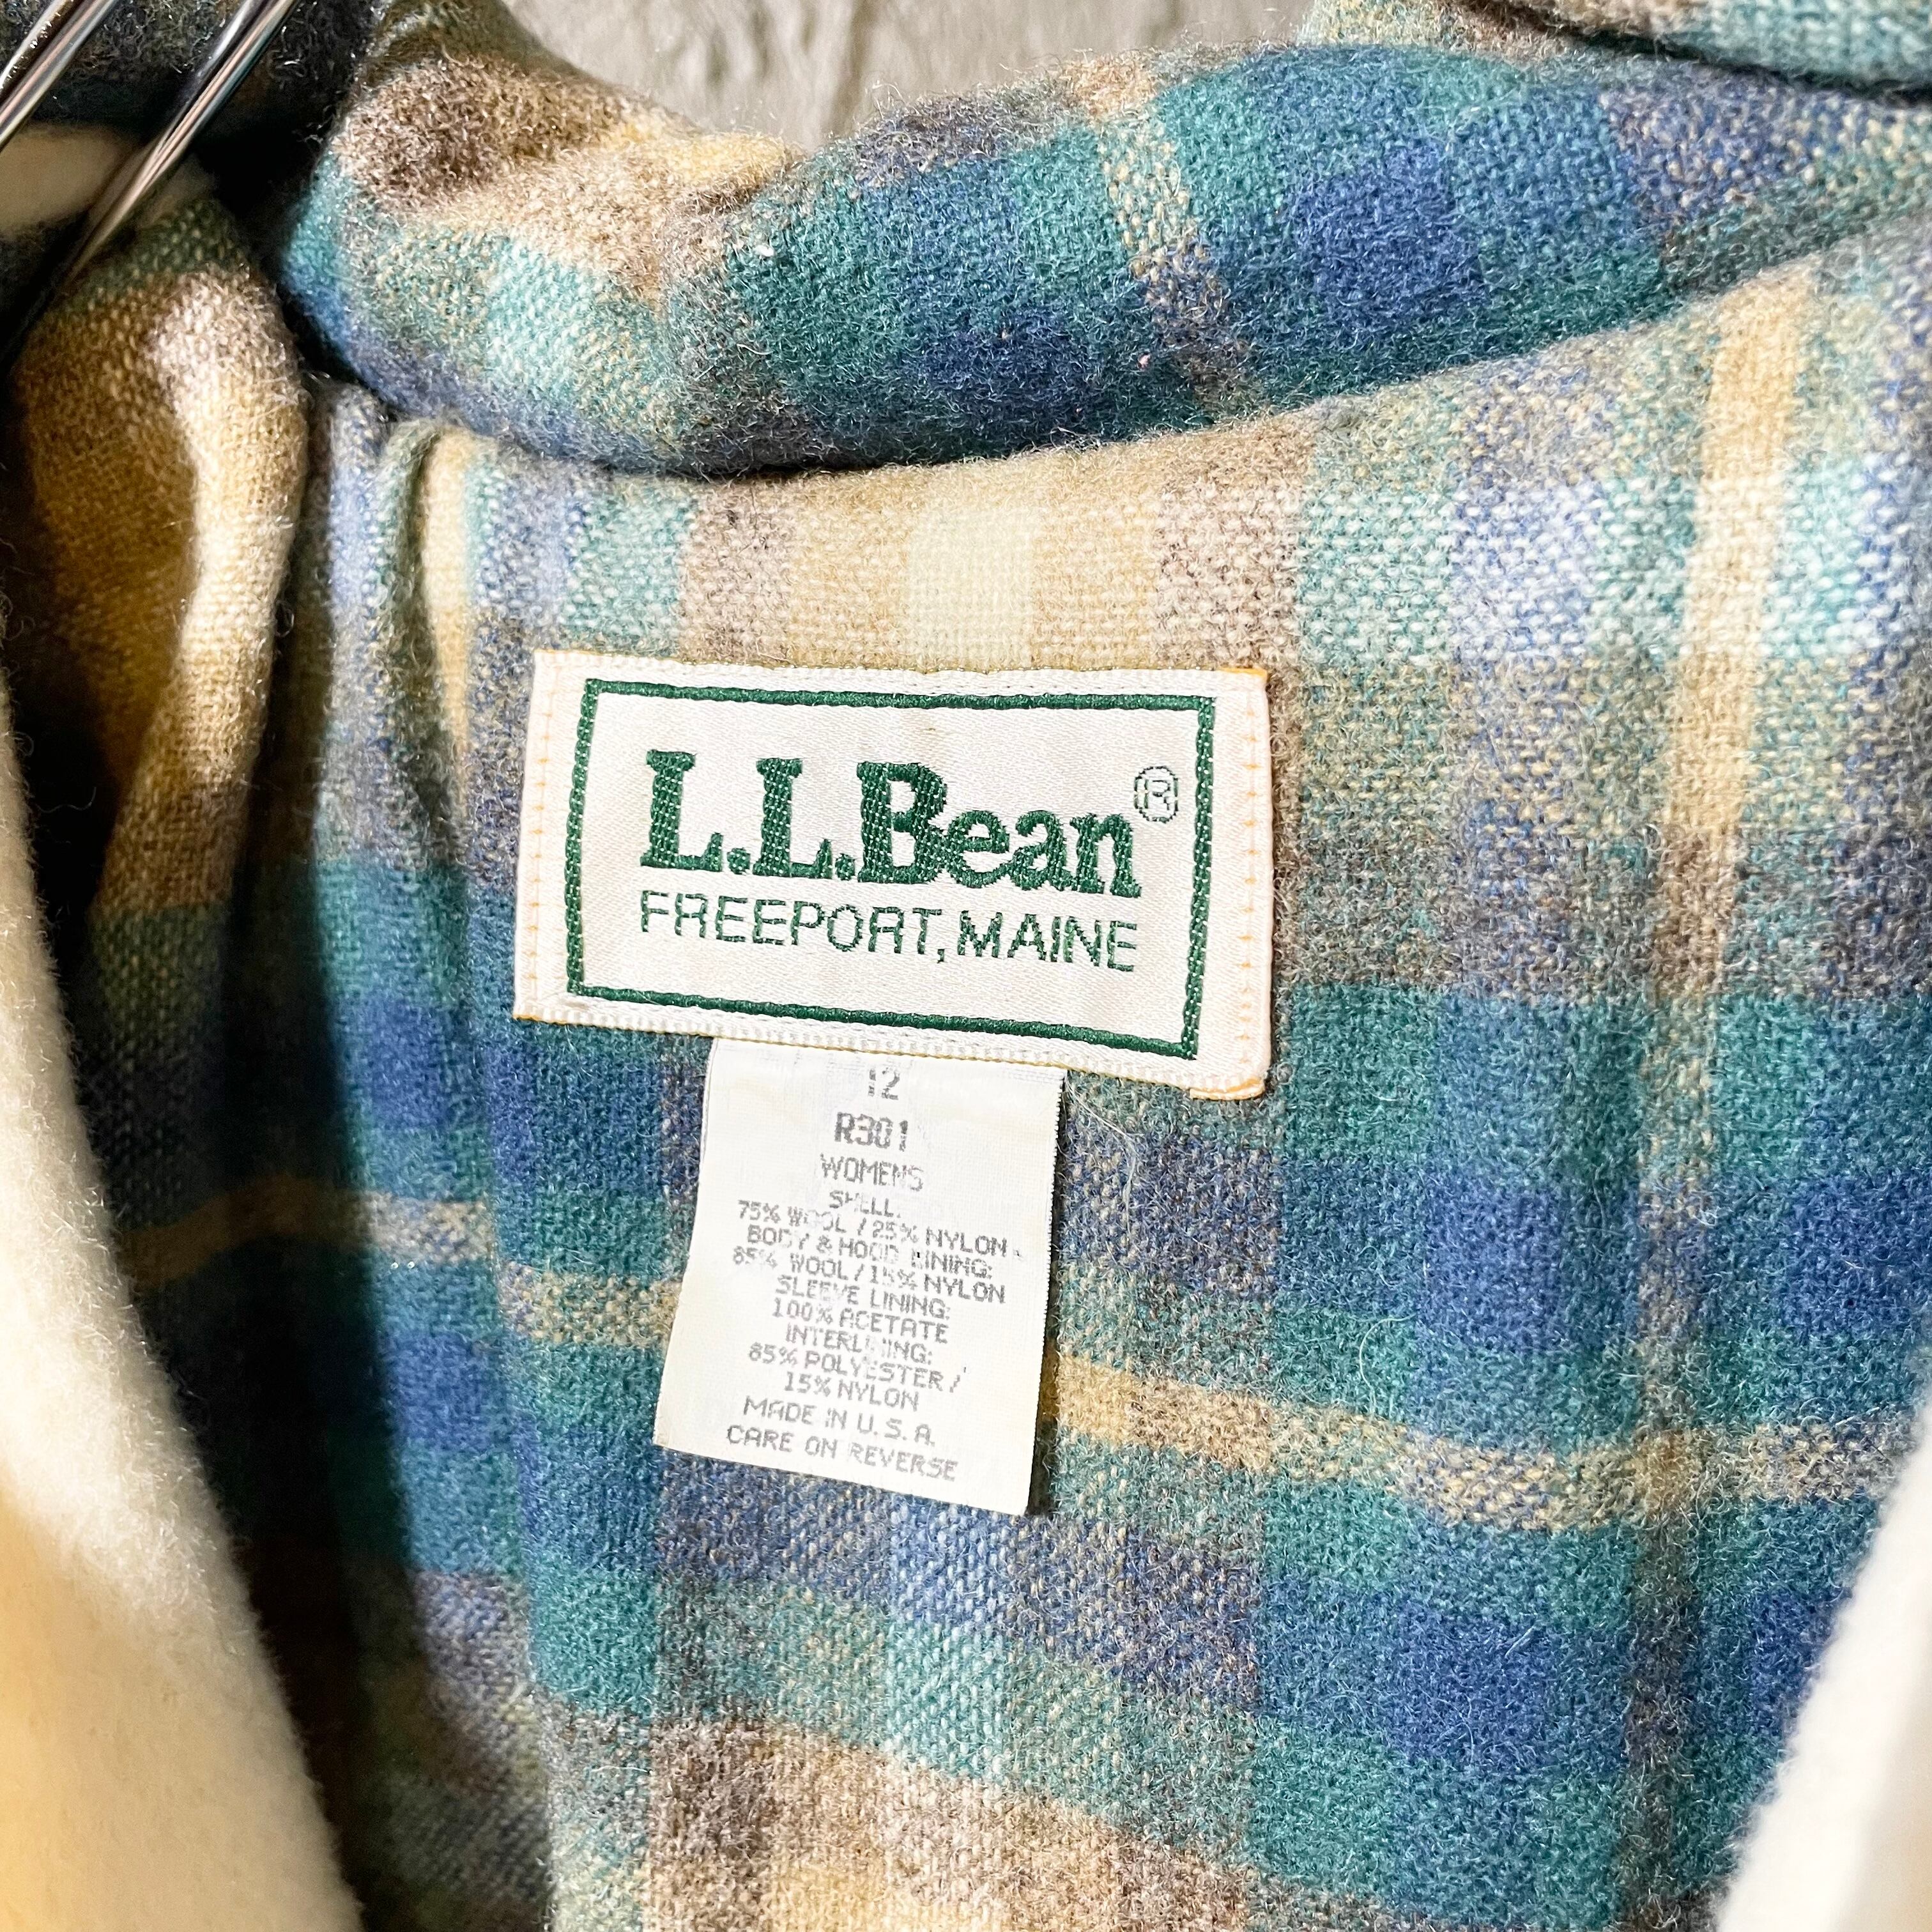 L.L.Bean®
FREEPORT, MAINE
12
R301
WOMENS
SHELL:
75% WOOL / 25% NYLON
BODY & HOOD LINING:
85% WOOL / 15% NYLON
SLEEVE LINING:
100% ACETATE
INTERLINING:
85% POLYESTER /
15% NYLON
MADE IN U.S.A.
CARE ON REVERSE